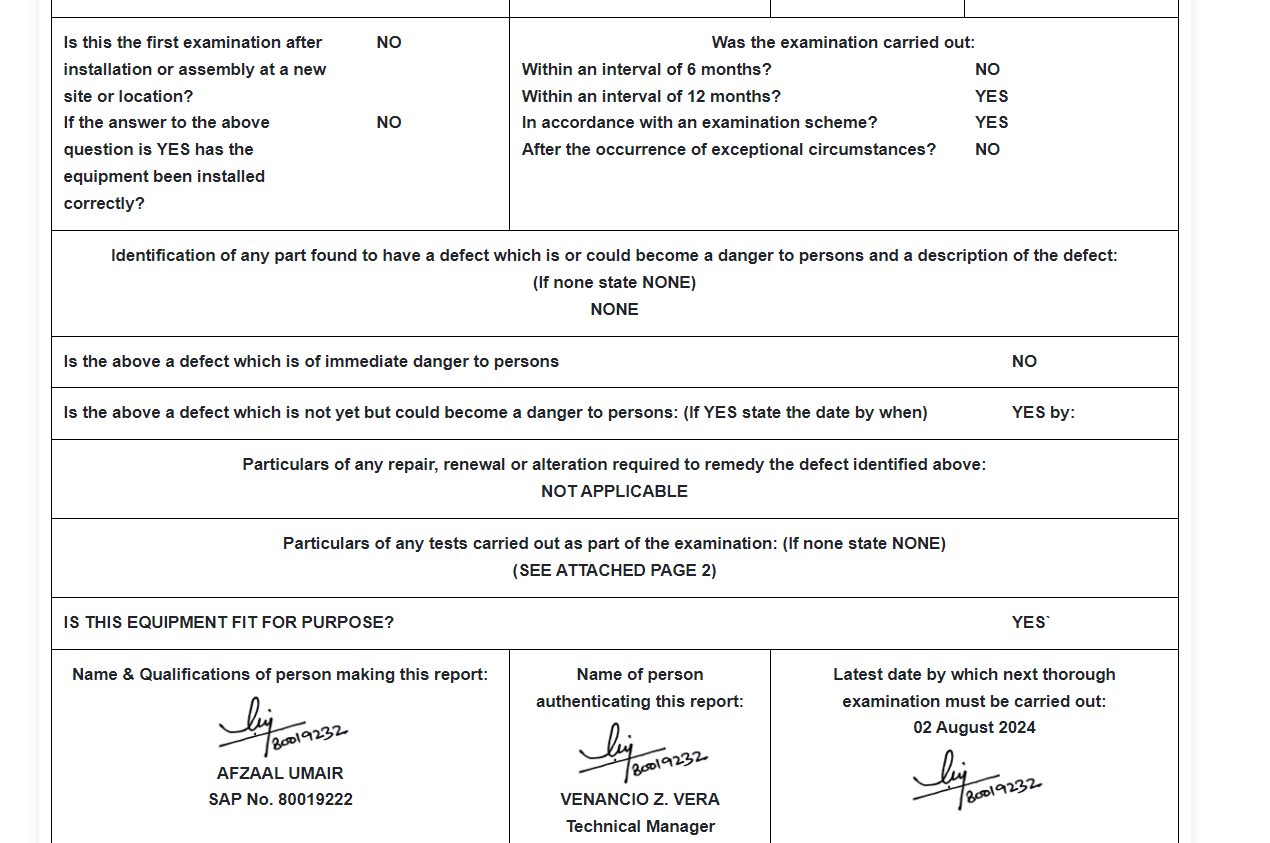 Is this the first examination after NO
installation or assembly at a new
site or location?
If the answer to the above NO
question is YES has the
equipment been installed
correctly?
Was the examination carried out:
Within an interval of 6 months? NO
Within an interval of 12 months? YES
In accordance with an examination scheme? YES
After the occurrence of exceptional circumstances? NO
Identification of any part found to have a defect which is or could become a danger to persons and a description of the defect:
(If none state NONE)
NONE
Is the above a defect which is of immediate danger to persons NO
Is the above a defect which is not yet but could become a danger to persons: (If YES state the date by when) YES by:
Particulars of any repair, renewal or alteration required to remedy the defect identified above:
NOT APPLICABLE
Particulars of any tests carried out as part of the examination: (If none state NONE)
(SEE ATTACHED PAGE 2)
IS THIS EQUIPMENT FIT FOR PURPOSE? YES`
Name & Qualifications of person making this report:
80019232
AFZAAL UMAIR
SAP No. 80019222
Name of person
authenticating this report:
80019232
VENANCIO Z. VERA
Technical Manager
Latest date by which next thorough
examination must be carried out:
02 August 2024
80019232